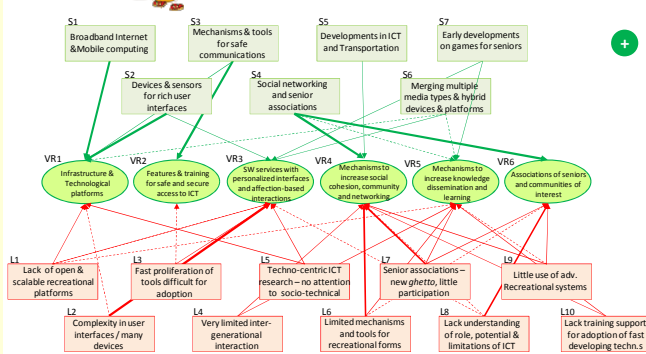 S1
Broadband Internet
&Mobile computing
S3
Mechanisms & tools
for safe
communications
S5
Developments in ICT
and Transportation
S7
Early developments
on games for seniors
+
S2
Devices & sensors
for rich user
interfaces
S4
Social networking
and senior
associations
S6
Merging multiple
media types & hybrid
devices & platforms
VR1
Infrastructure &
Technological
platforms
VR2
Features & training
for safe and secure
access to ICT
VR3
SW services with
personalized interfaces
and affection-based
interactions
VR4
Mechanisms to
increase social
cohesion, community
and networking
VR5
Mechanisms to
increase knowledge
dissemination and
learning
VR6
Associations of seniors
and communities of
interest
L1
Lack of open &
scalable recreational
platforms
L3
Fast proliferation of
tools difficult for
adoption
L5
Techno-centric ICT
research – no attention
to socio-technical
L7
Senior associations –
new ghetto, little
participation
L9
Little use of adv.
Recreational systems
L2
Complexity in user
interfaces / many
devices
L4
Very limited inter-
generational
interaction
L6
Limited mechanisms
and tools for
recreational forms
L8
Lack understanding
of role, potential &
limitations of ICT
L10
Lack training support
for adoption of fast
developing techn.s